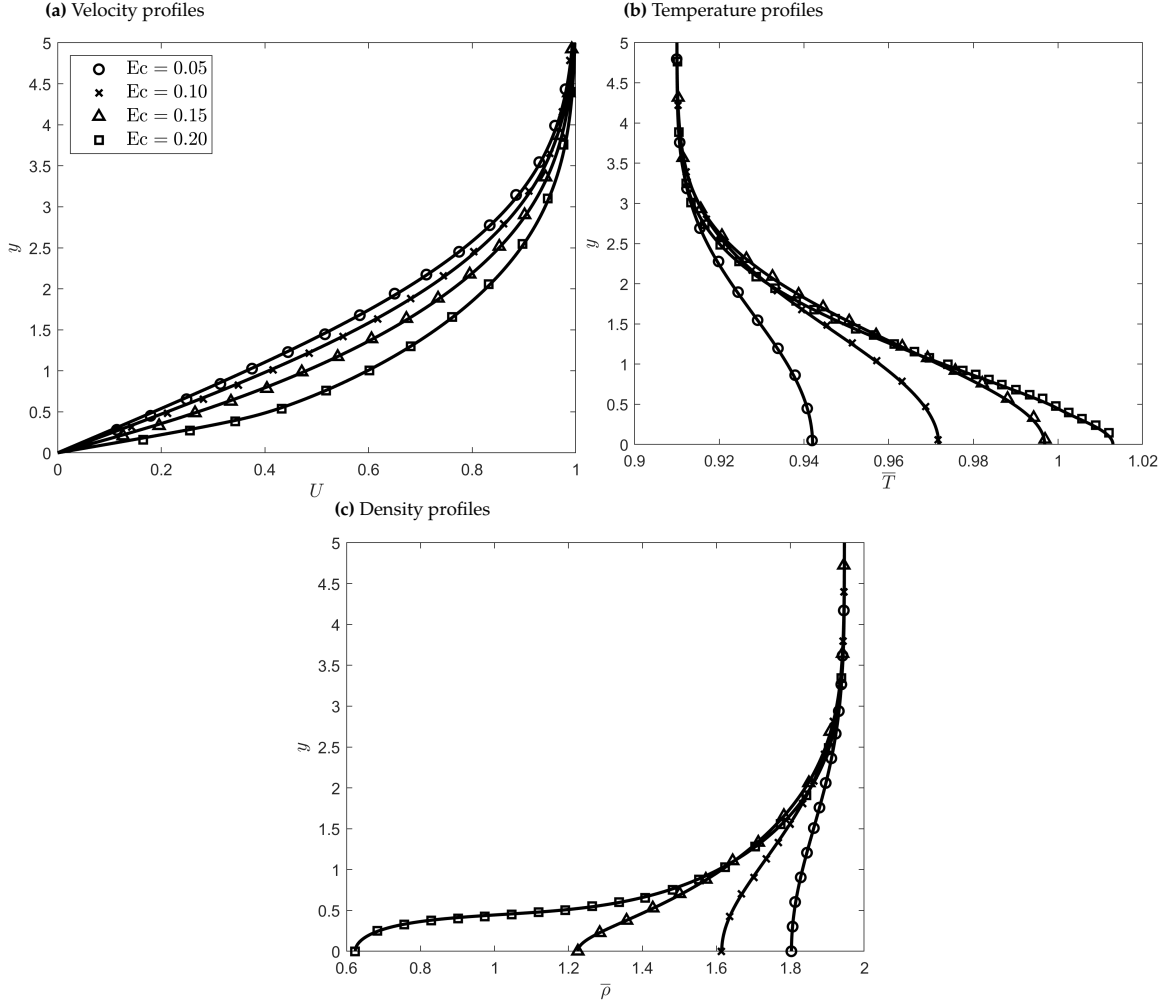 (a) Velocity profiles
5
4.5
4
3.5
3
2.5
2
1.5
1
0.5
0
y
Ec = 0.05
Ec = 0.10
Ec = 0.15
Ec = 0.20
0 0.2 0.4 0.6 0.8 1
U
(b) Temperature profiles
5
4.5
4
3.5
3
2.5
2
1.5
1
0.5
0
y
0.9 0.92 0.94 0.96 0.98 1 1.02
T̅
(c) Density profiles
5
4.5
4
3.5
3
2.5
2
1.5
1
0.5
0
y
0.6 0.8 1 1.2 1.4 1.6 1.8 2
ρ̅